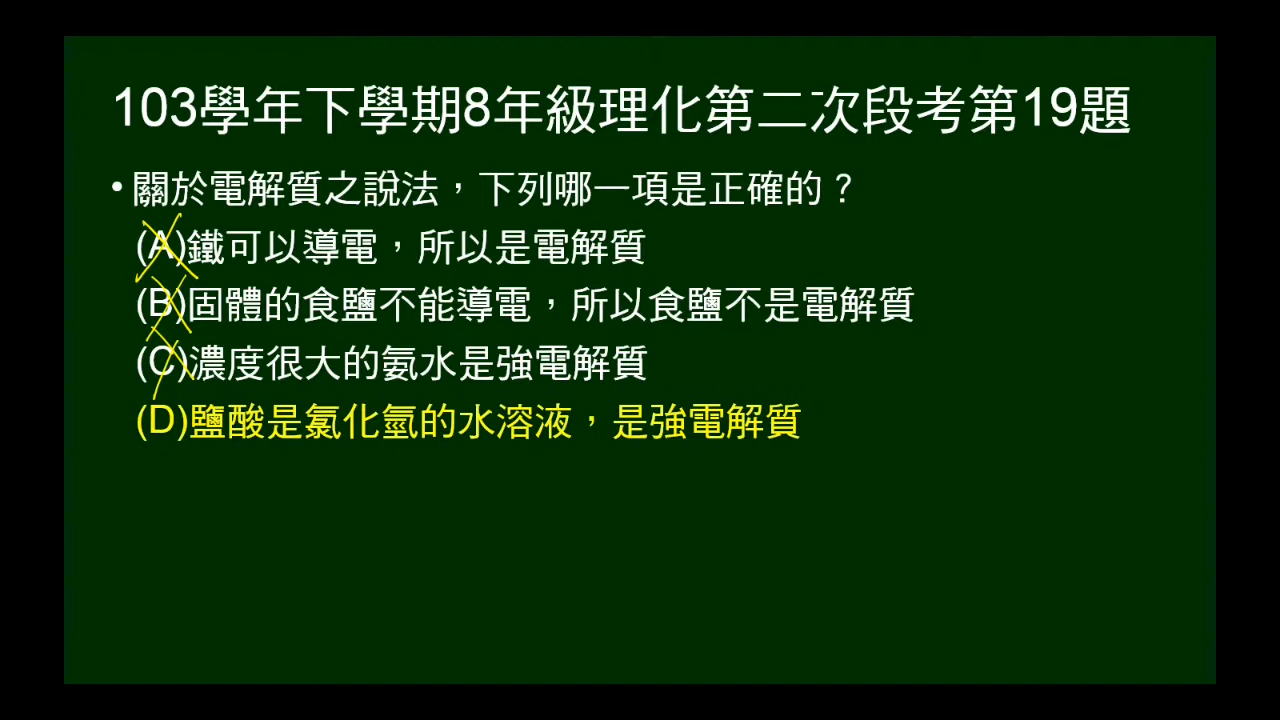 103學年下學期8年級理化第二次段考第19題
•關於電解質之說法，下列哪一項是正確的？
(A)鐵可以導電，所以是電解質
(B)固體的食鹽不能導電，所以食鹽不是電解質
(C)濃度很大的氨水是強電解質
(D)鹽酸是氯化氫的水溶液，是強電解質